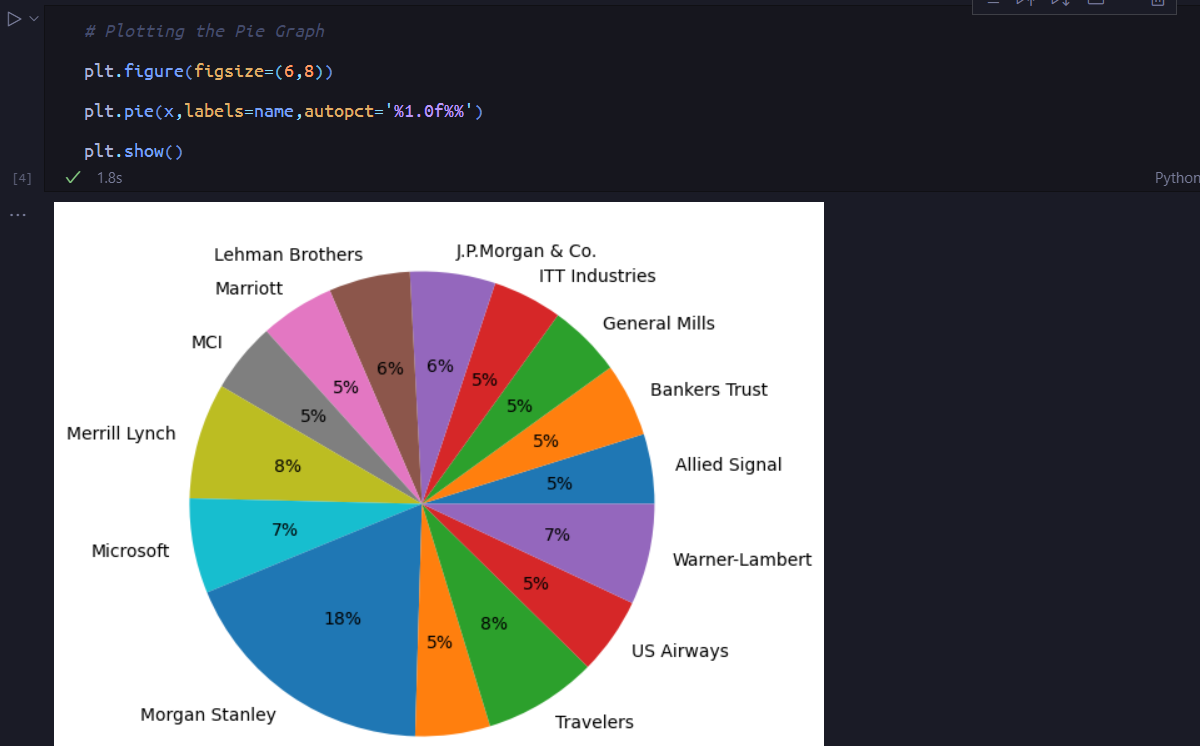 # Plotting the Pie Graph
plt.figure(figsize=(6,8))
plt.pie(x,labels=name,autopct='%1.0f%%')
plt.show()
[4]
1.8s
Python
...
Lehman Brothers
J.P.Morgan & Co.
Marriott
ITT Industries
MCI
General Mills
Bankers Trust
Merrill Lynch
Allied Signal
Microsoft
Warner-Lambert
US Airways
Morgan Stanley
Travelers
6%
6%
5%
5%
5%
5%
5%
8%
5%
7%
7%
5%
18%
8%
5%